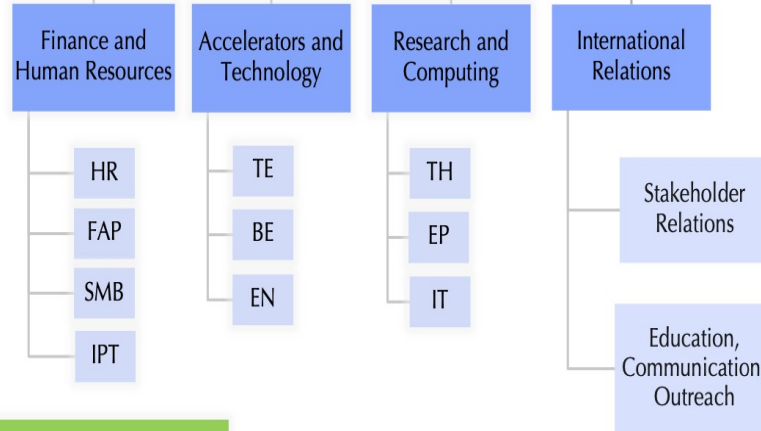 Finance and
Human Resources
Accelerators and
Technology
Research and
Computing
International
Relations
HR
FAP
SMB
IPT
TE
BE
EN
TH
EP
IT
Stakeholder
Relations
Education,
Communication
Outreach